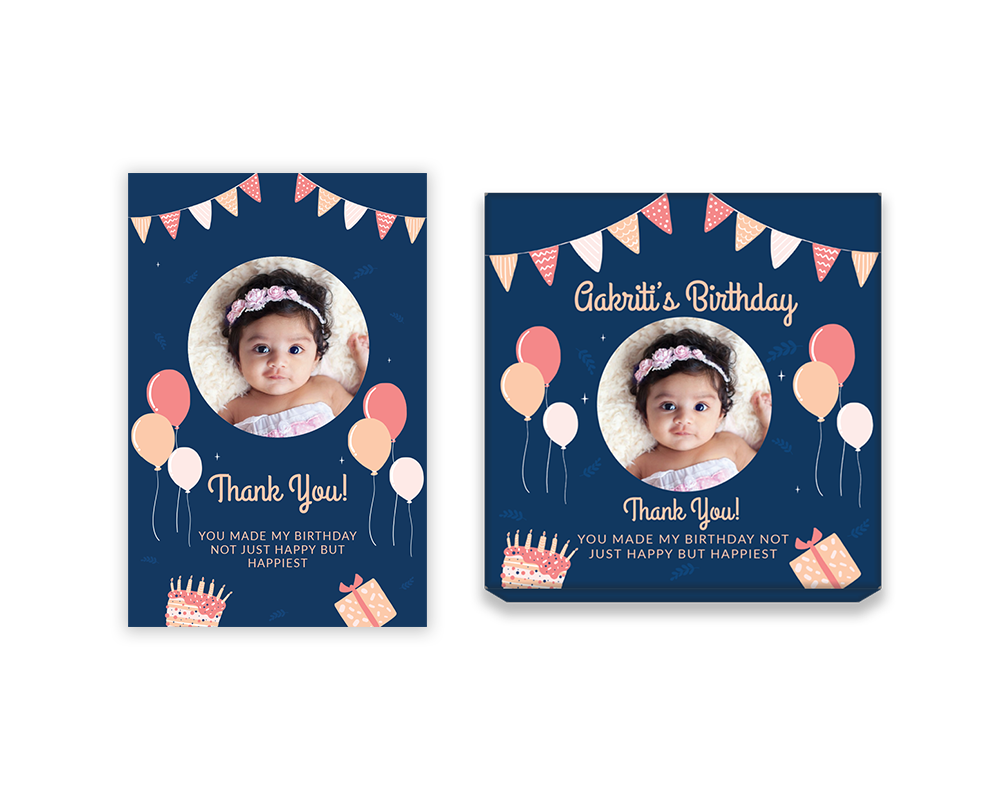 Thank You!
YOU MADE MY BIRTHDAY
NOT JUST HAPPY BUT
HAPPIEST
Aakriti's Birthday
Thank You!
YOU MADE MY BIRTHDAY NOT
JUST HAPPY BUT HAPPIEST